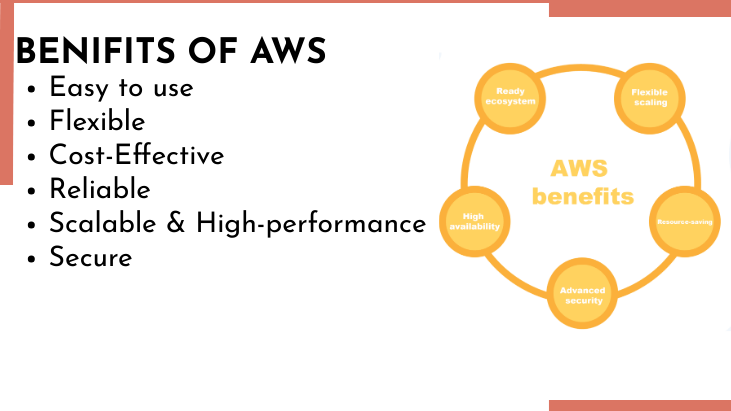 BENIFITS OF AWS
Easy to use
Flexible
Cost-Effective
Reliable
Scalable & High-performance
Secure
Ready
ecosystem
Flexible
scaling
AWS
benefits
High
availability
Resource-saving
Advanced
security